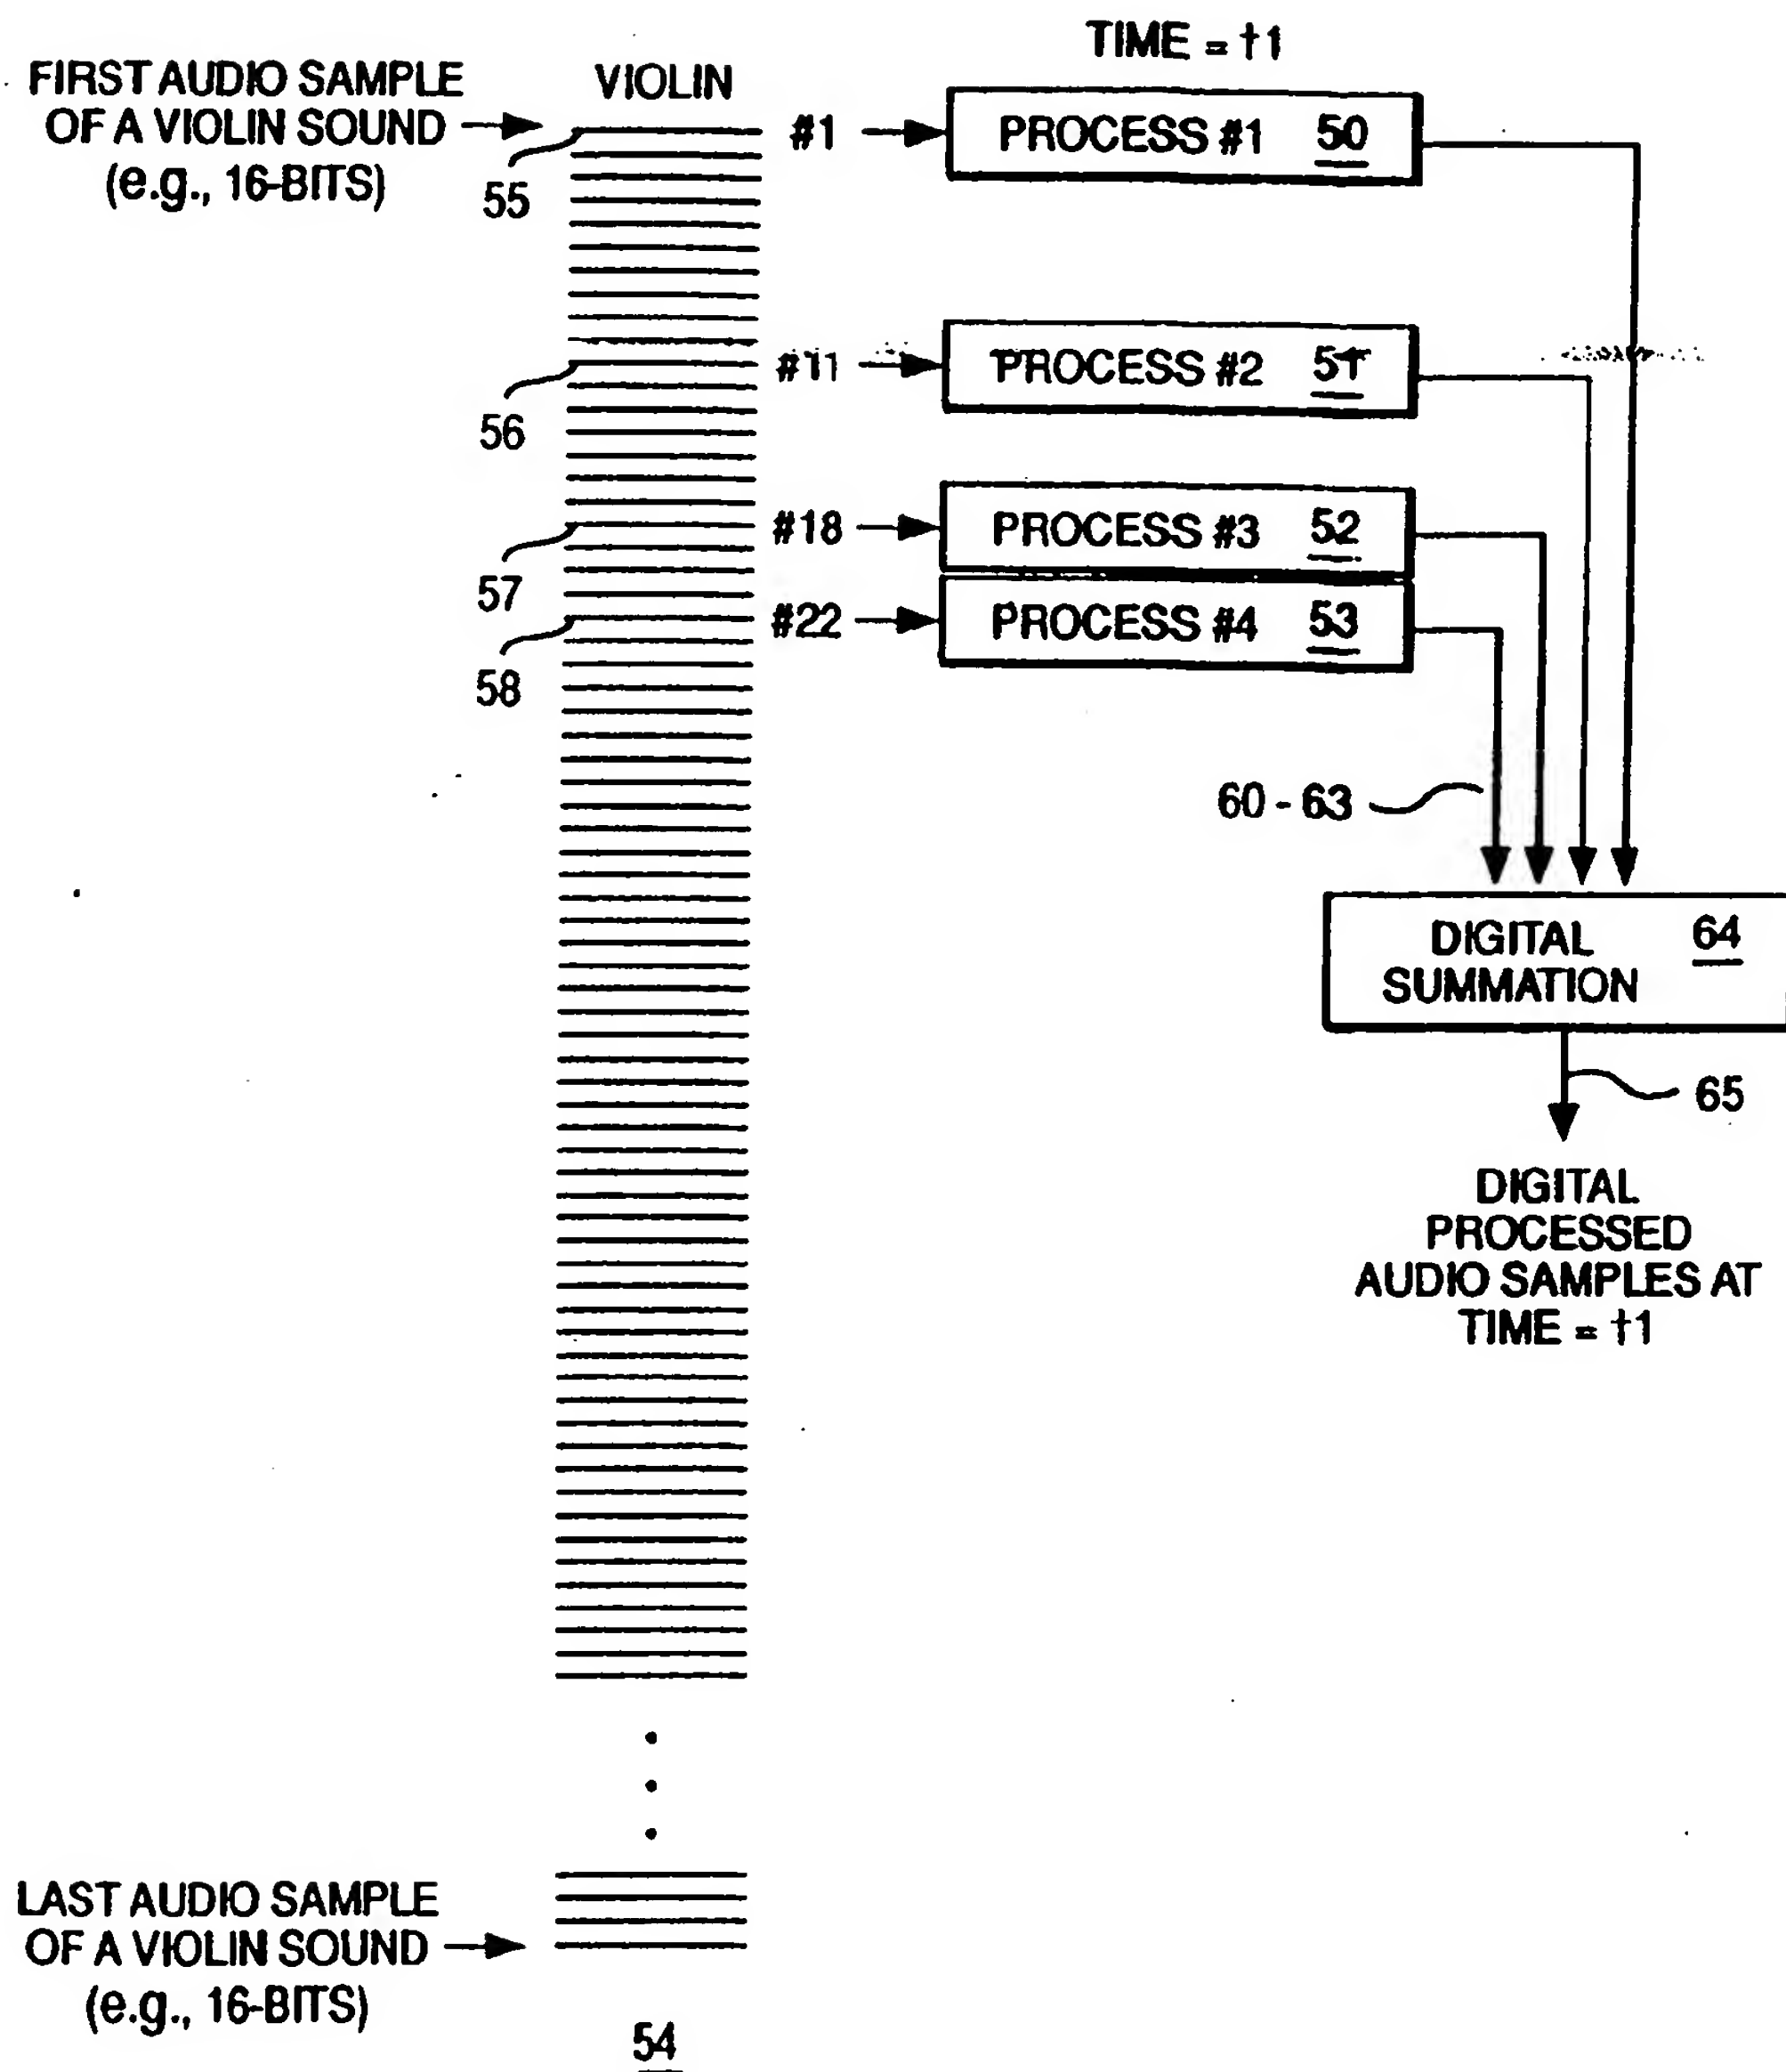 TIME = t1
FIRST AUDIO SAMPLE
OF A VIOLIN SOUND
(e.g., 16-BITS)
VIOLIN
55
#1
PROCESS #1 50
56
#11
PROCESS #2 51
57
#18
PROCESS #3 52
58
#22
PROCESS #4 53
60 - 63
DIGITAL 64
SUMMATION
65
DIGITAL
PROCESSED
AUDIO SAMPLES AT
TIME = t1
LAST AUDIO SAMPLE
OF A VIOLIN SOUND
(e.g., 16-BITS)
54